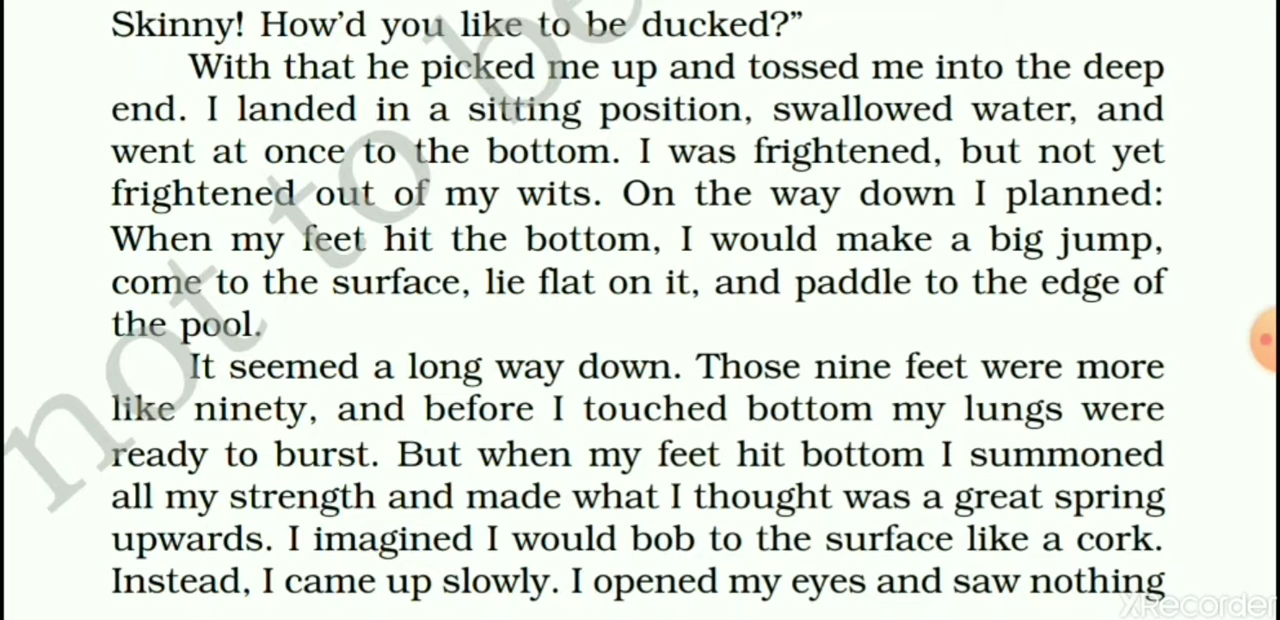 Skinny! How’d you like to be ducked?”
With that he picked me up and tossed me into the deep
end. I landed in a sitting position, swallowed water, and
went at once to the bottom. I was frightened, but not yet
frightened out of my wits. On the way down I planned:
When my feet hit the bottom, I would make a big jump,
come to the surface, lie flat on it, and paddle to the edge of
the pool.
It seemed a long way down. Those nine feet were more
like ninety, and before I touched bottom my lungs were
ready to burst. But when my feet hit bottom I summoned
all my strength and made what I thought was a great spring
upwards. I imagined I would bob to the surface like a cork.
Instead, I came up slowly. I opened my eyes and saw nothing
not to be
XRecorder